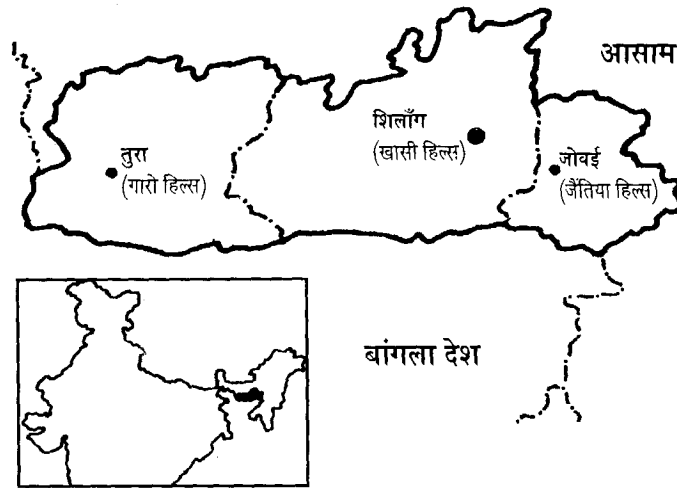 आसाम
शिलाँग
(खासी हिल्स)
तुरा
(गारो हिल्स)
जोवई
(जैंतिया हिल्स)
बांगला देश